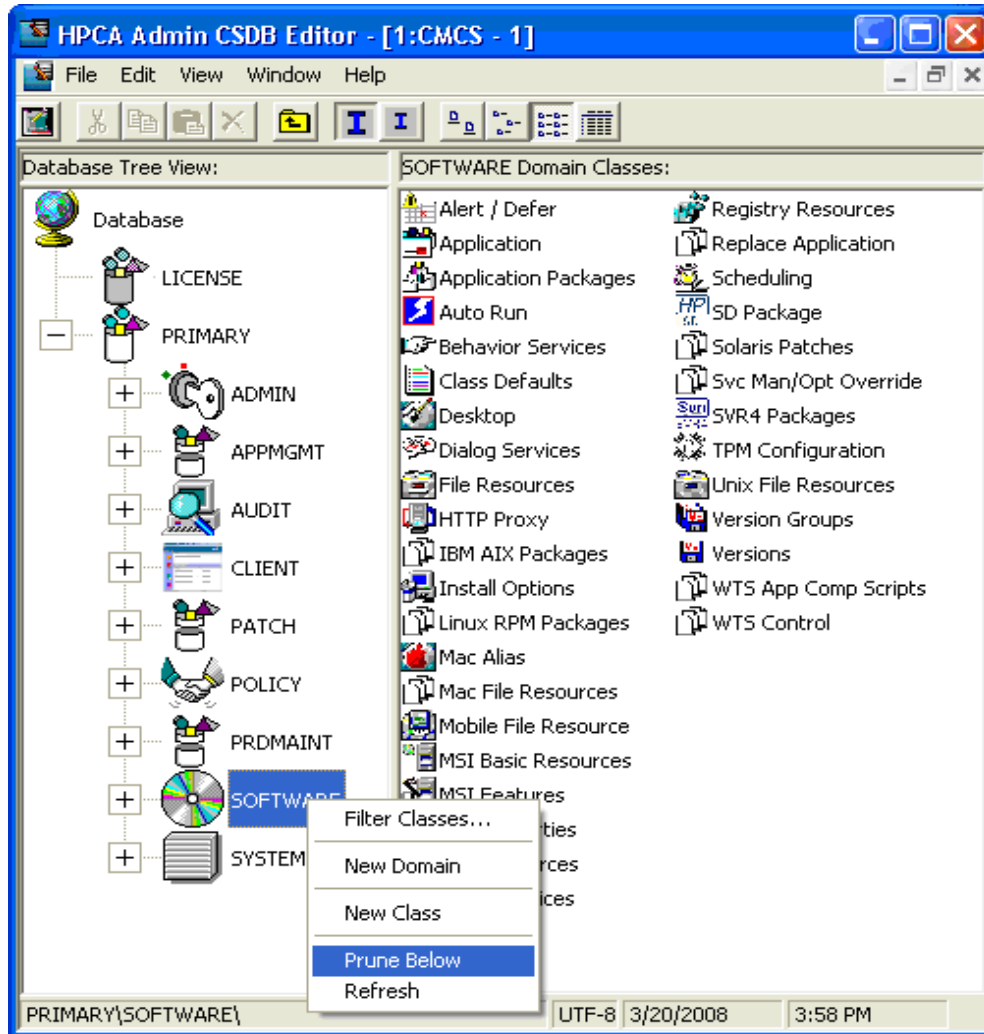 HPCA Admin CSDB Editor - [1:CMCS - 1]
File Edit View Window Help
Database Tree View:
SOFTWARE Domain Classes:
Database
LICENSE
PRIMARY
ADMIN
APPMGMT
AUDIT
CLIENT
PATCH
POLICY
PRDMAINT
SOFTWARE
SYSTEM
Alert / Defer
Application
Application Packages
Auto Run
Behavior Services
Class Defaults
Desktop
Dialog Services
File Resources
HTTP Proxy
IBM AIX Packages
Install Options
Linux RPM Packages
Mac Alias
Mac File Resources
Mobile File Resource
MSI Basic Resources
MSI Features
rties
rces
ices
Registry Resources
Replace Application
Scheduling
SD Package
Solaris Patches
Svc Man/Opt Override
SVR4 Packages
TPM Configuration
Unix File Resources
Version Groups
Versions
WTS App Comp Scripts
WTS Control
Filter Classes...
New Domain
New Class
Prune Below
Refresh
PRIMARY\SOFTWARE\
UTF-8 3/20/2008 3:58 PM